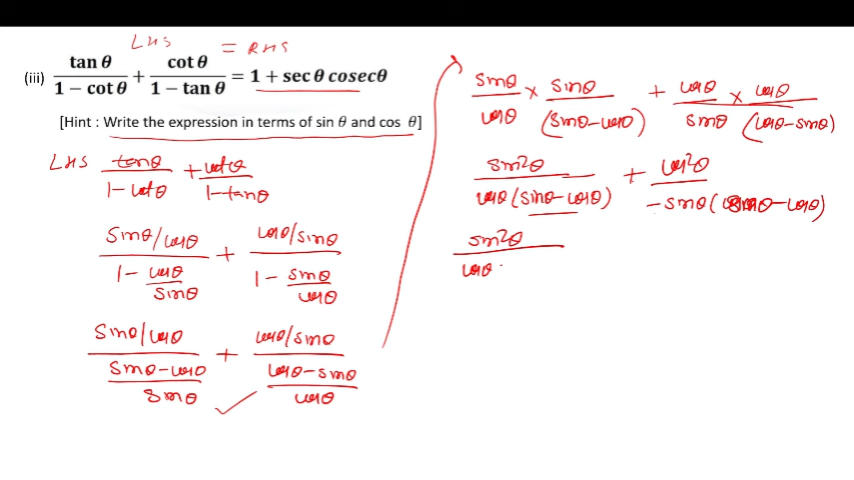 LHS = RHS
(iii) tan θ / 1 − cot θ + cot θ / 1 − tan θ = 1 + sec θ cosec θ
[Hint : Write the expression in terms of sin θ and cos θ]
LHS tanθ / 1 − cotθ + cotθ / 1 − tanθ
sinθ/cosθ / 1 − cosθ/sinθ + cosθ/sinθ / 1 − sinθ/cosθ
sinθ/cosθ / sinθ − cosθ/sinθ + cosθ/sinθ / cosθ − sinθ/cosθ
sinθ/cosθ × sinθ/(sinθ − cosθ) + cosθ/sinθ × cosθ/(cosθ − sinθ)
sin²θ / cosθ (sinθ − cosθ) + cos²θ / −sinθ (sinθ − cosθ)
sin²θ / cosθ